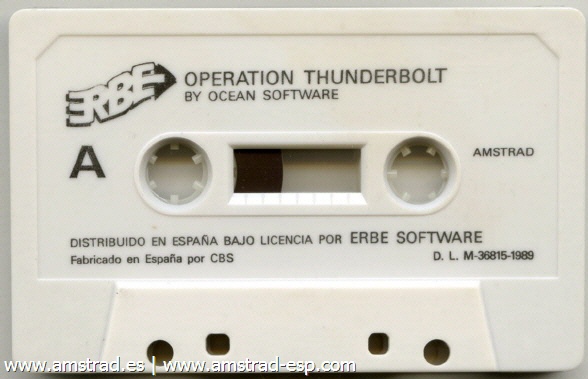 ERBE
OPERATION THUNDERBOLT
BY OCEAN SOFTWARE
A
AMSTRAD
DISTRIBUIDO EN ESPAÑA BAJO LICENCIA POR ERBE SOFTWARE
Fabricado en España por CBS
D. L. M-36815-1989
www.amstrad.es | www.amstrad-esp.com